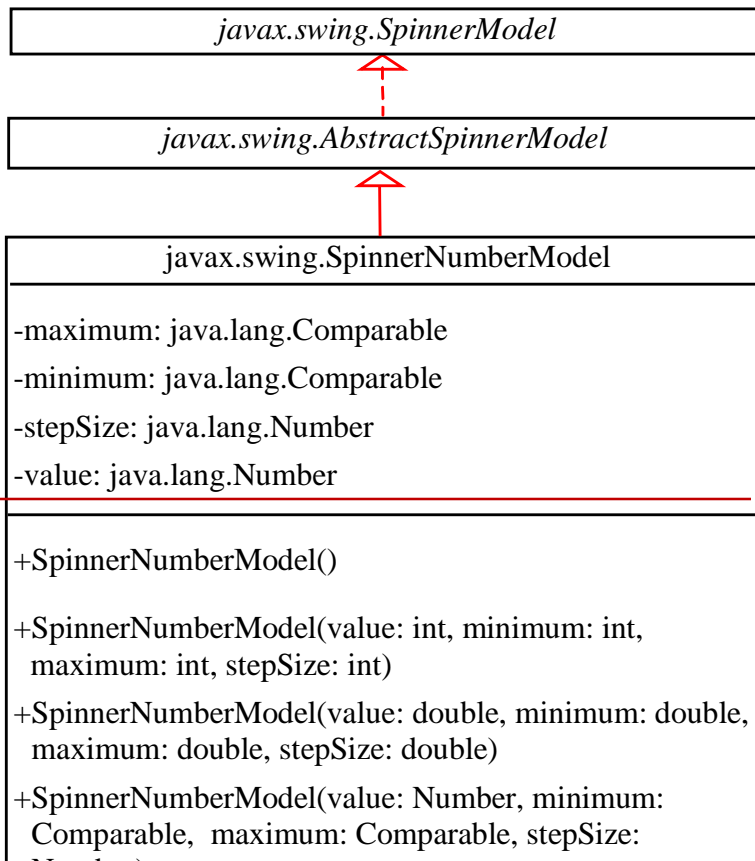 javax.swing.SpinnerModel
javax.swing.AbstractSpinnerModel
javax.swing.SpinnerNumberModel
-maximum: java.lang.Comparable
-minimum: java.lang.Comparable
-stepSize: java.lang.Number
-value: java.lang.Number
+SpinnerNumberModel()
+SpinnerNumberModel(value: int, minimum: int,
maximum: int, stepSize: int)
+SpinnerNumberModel(value: double, minimum: double,
maximum: double, stepSize: double)
+SpinnerNumberModel(value: Number, minimum:
Comparable, maximum: Comparable, stepSize: